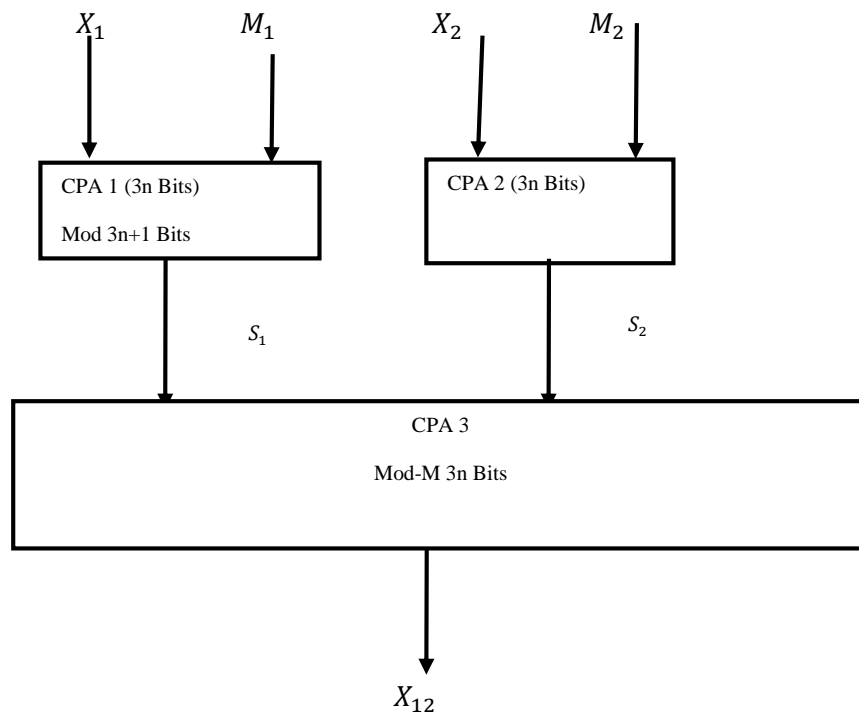 X₁ M₁ X₂ M₂
CPA 1 (3n Bits)
Mod 3n+1 Bits
CPA 2 (3n Bits)
S₁ S₂
CPA 3
Mod-M 3n Bits
X₁₂